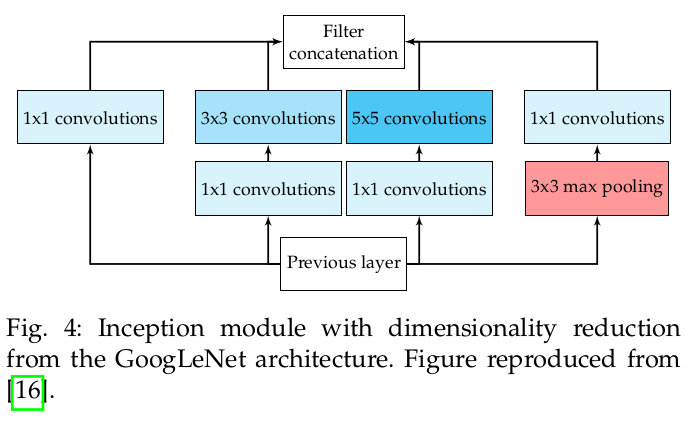 Filter
concatenation
1x1 convolutions
3x3 convolutions
5x5 convolutions
1x1 convolutions
1x1 convolutions
1x1 convolutions
3x3 max pooling
Previous layer
Fig. 4: Inception module with dimensionality reduction
from the GoogLeNet architecture. Figure reproduced from
[16].